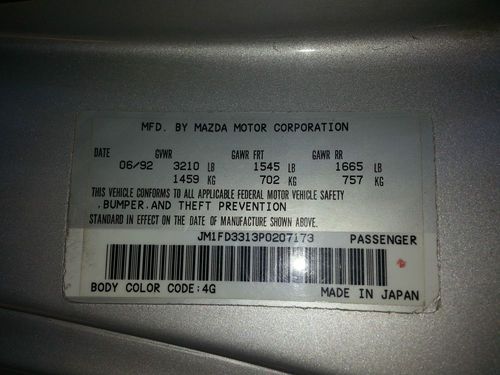 MFD. BY MAZDA MOTOR CORPORATION
DATE GVWR GAWR FRT GAWR RR
06/92 3210 LB 1545 LB 1665 LB
1459 KG 702 KG 757 KG
THIS VEHICLE CONFORMS TO ALL APPLICABLE FEDERAL MOTOR VEHICLE SAFETY
,BUMPER,AND THEFT PREVENTION
STANDARD IN EFFECT ON THE DATE OF MANUFACTURE SHOWN ABOVE.
JM1FD3313P0207173 PASSENGER
BODY COLOR CODE:4G MADE IN JAPAN